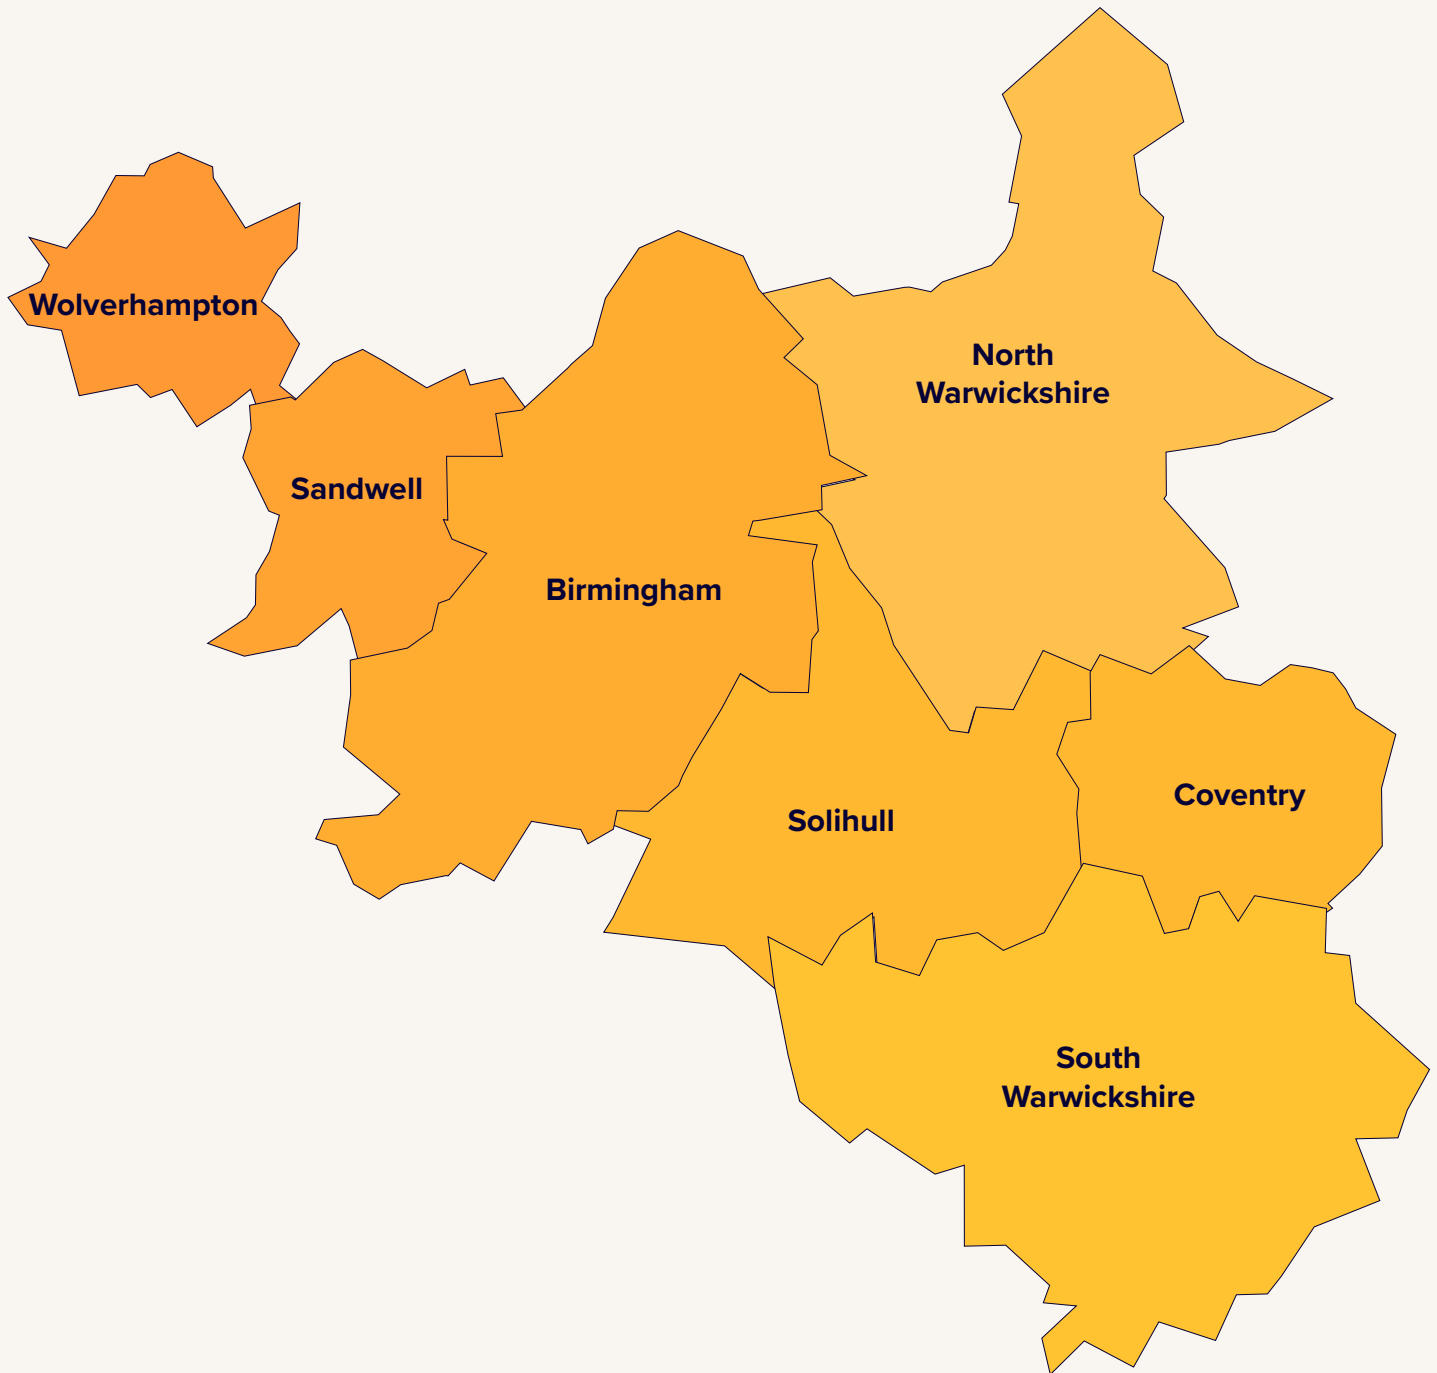 Wolverhampton
North
Warwickshire
Sandwell
Birmingham
Coventry
Solihull
South
Warwickshire